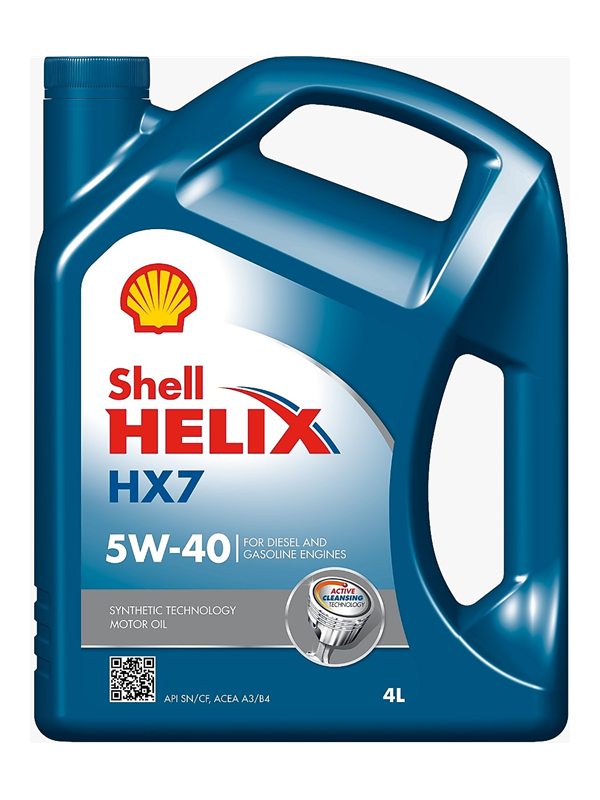 Shell
HELIX
HX7
5W-40
FOR DIESEL AND
GASOLINE ENGINES
ACTIVE
CLEANSING
TECHNOLOGY
SYNTHETIC TECHNOLOGY
MOTOR OIL
API SN/CF, ACEA A3/B4
4L